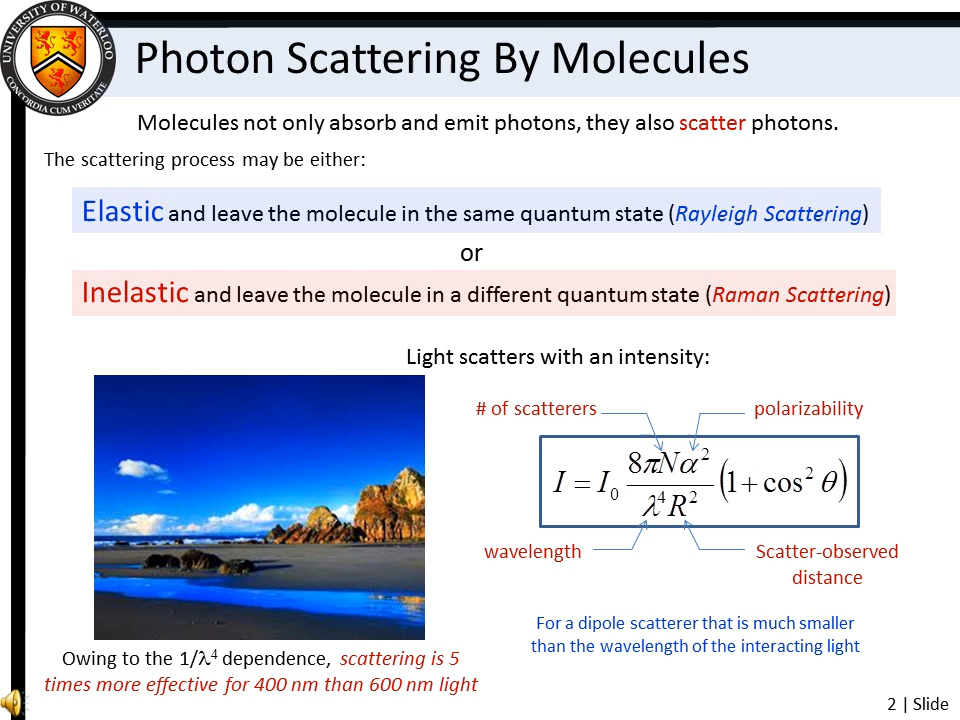 UNIVERSITY OF WATERLOO
CONCORDIA CUM VERITATE
Photon Scattering By Molecules
Molecules not only absorb and emit photons, they also scatter photons.
The scattering process may be either:
Elastic and leave the molecule in the same quantum state (Rayleigh Scattering)
or
Inelastic and leave the molecule in a different quantum state (Raman Scattering)
Light scatters with an intensity:
# of scatterers polarizability
I = I₀ 8πNα² / λ⁴R² (1 + cos² θ)
wavelength Scatter-observed
distance
For a dipole scatterer that is much smaller
than the wavelength of the interacting light
Owing to the 1/λ⁴ dependence, scattering is 5
times more effective for 400 nm than 600 nm light
2 | Slide